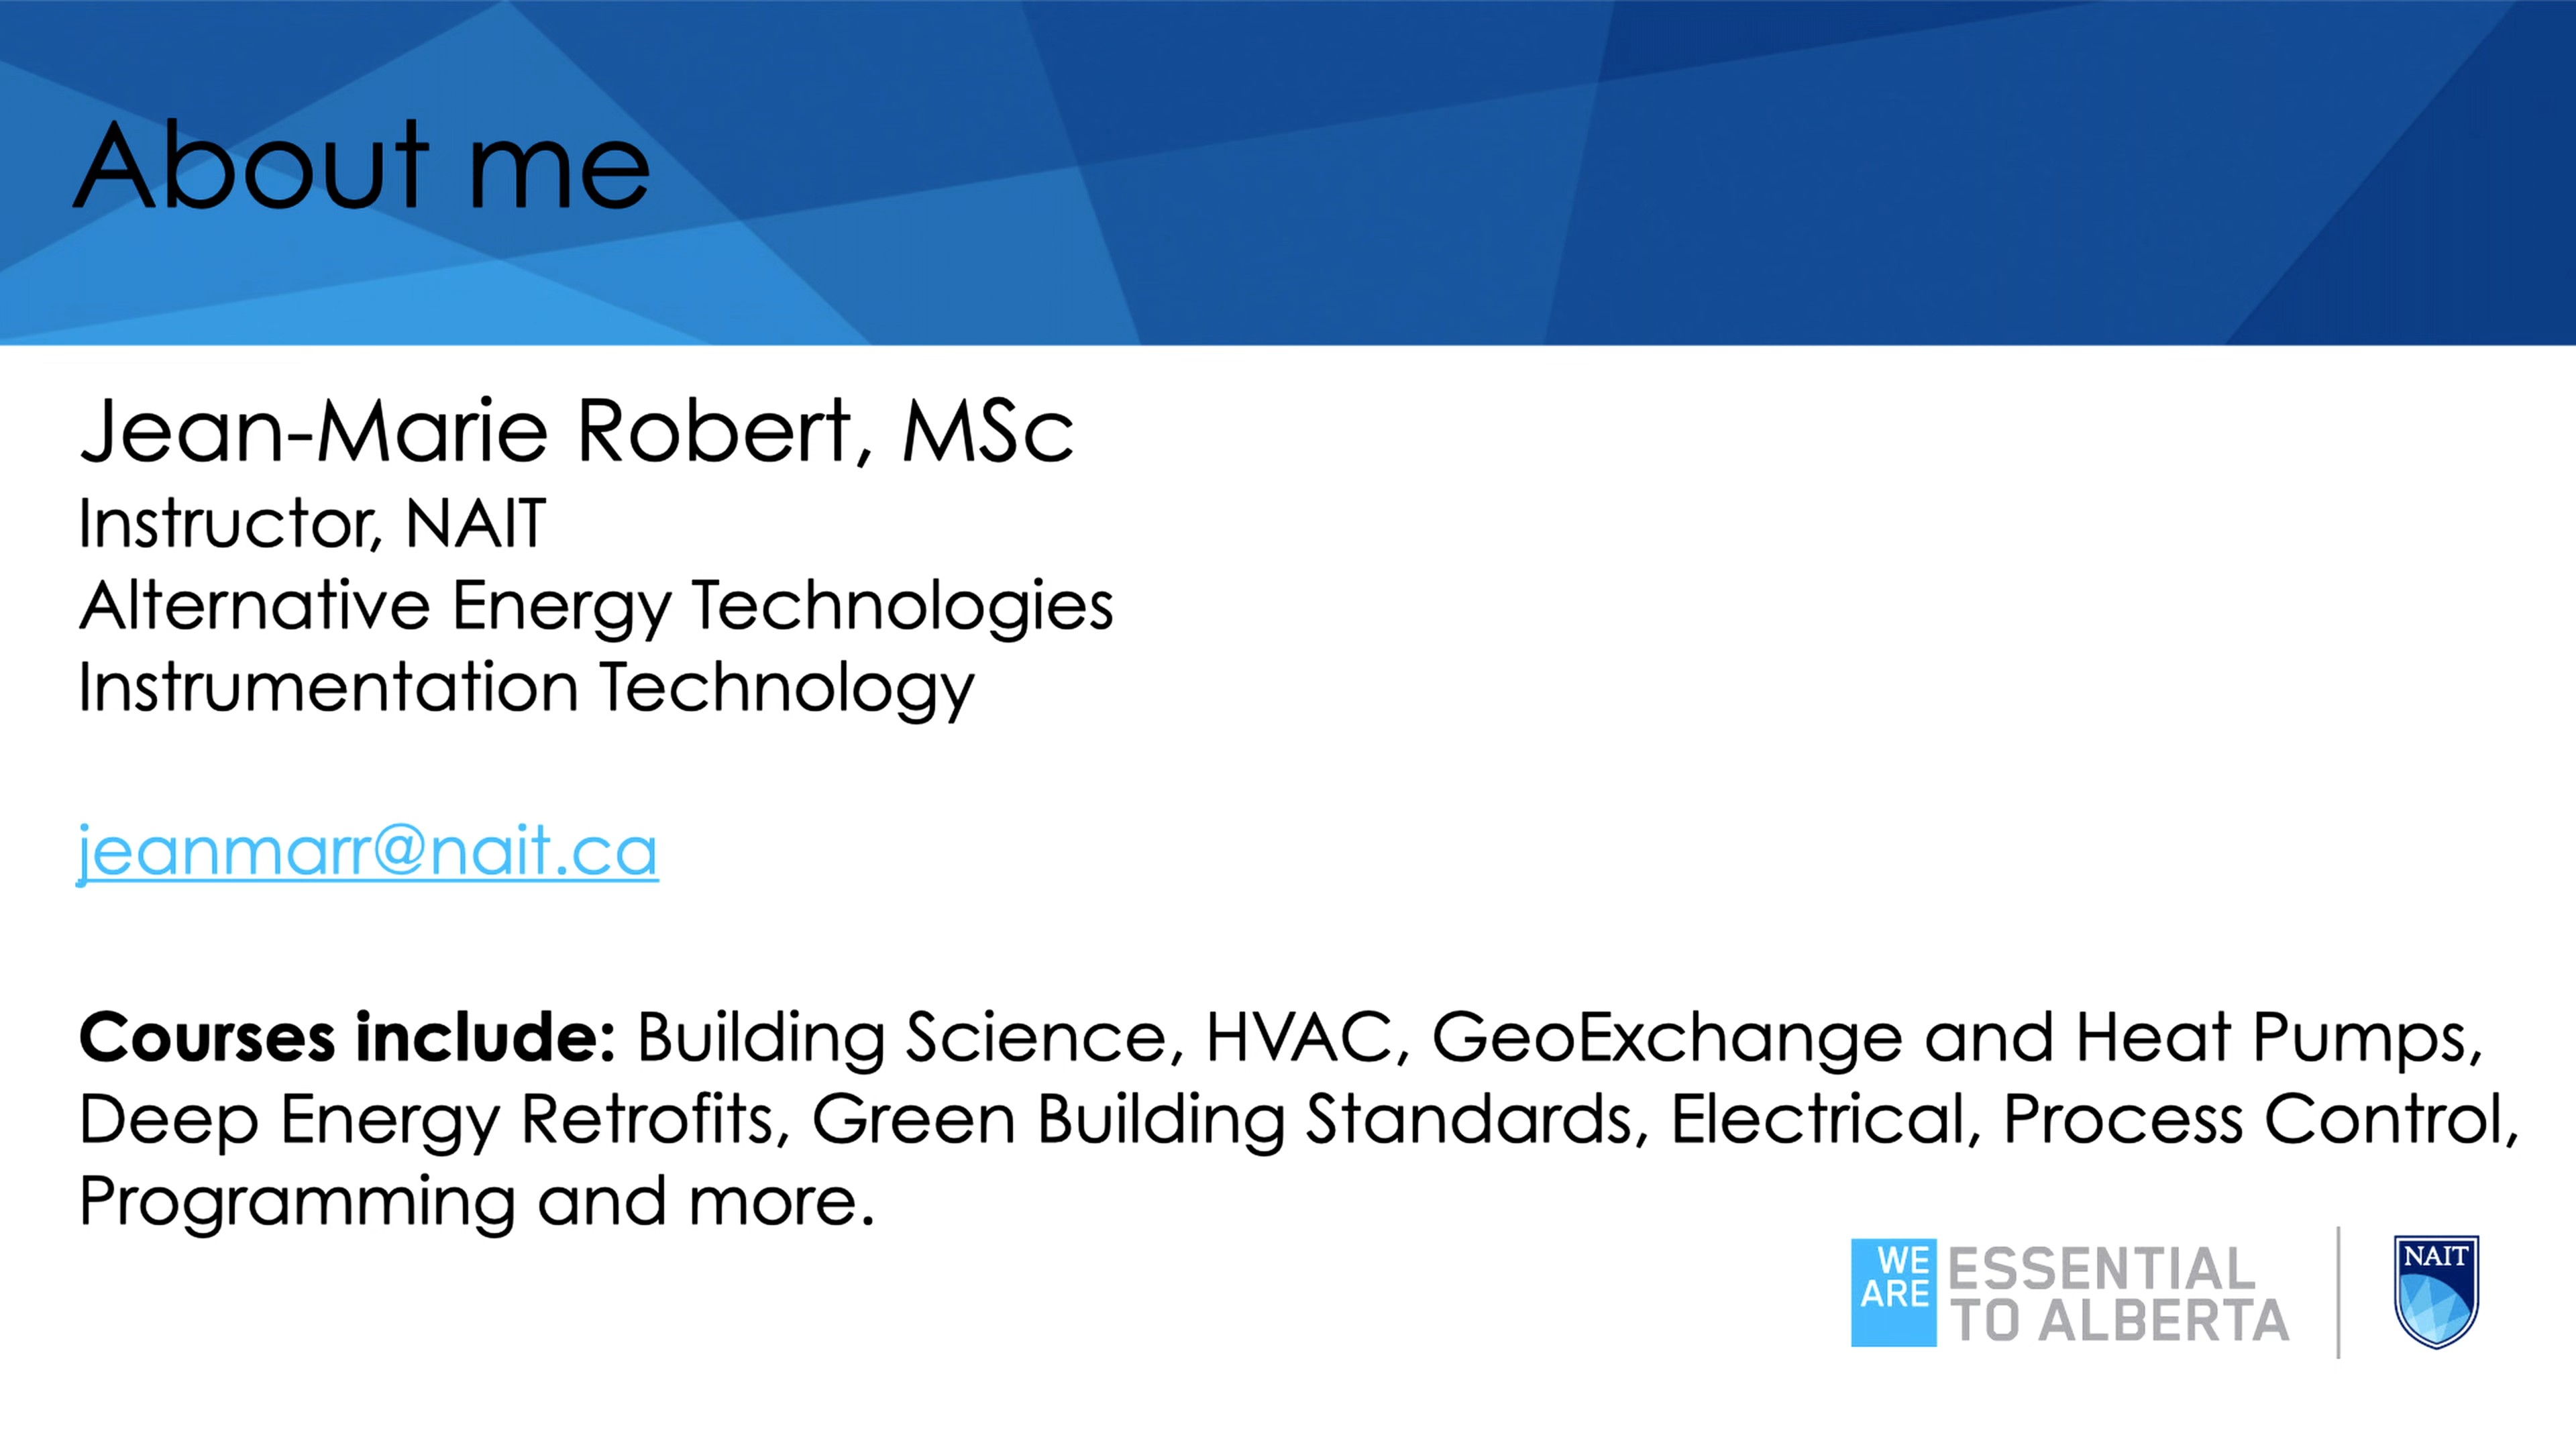 About me
Jean-Marie Robert, MSc
Instructor, NAIT
Alternative Energy Technologies
Instrumentation Technology
jeanmarr@nait.ca
Courses include: Building Science, HVAC, GeoExchange and Heat Pumps,
Deep Energy Retrofits, Green Building Standards, Electrical, Process Control,
Programming and more.
WE ARE
ESSENTIAL
TO ALBERTA
NAIT